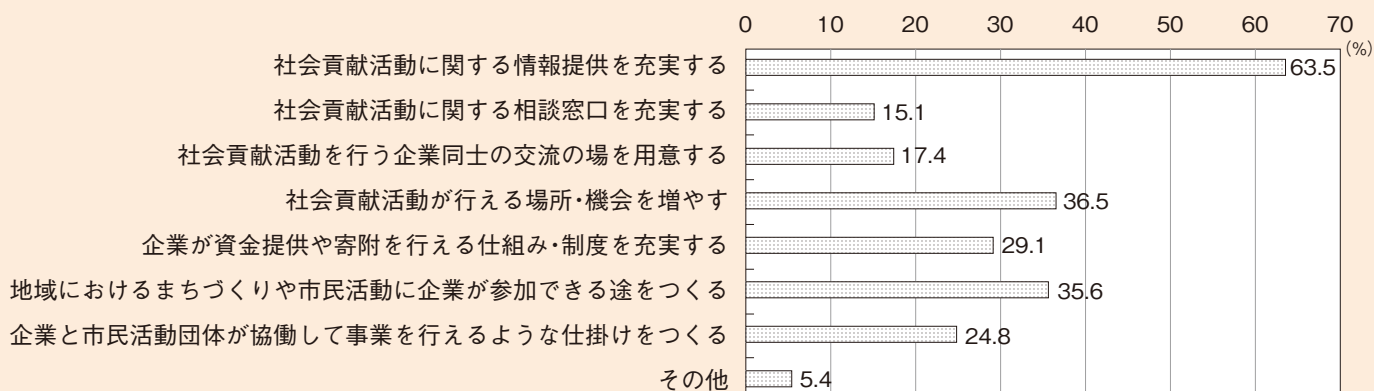 0 10 20 30 40 50 60 70
(%)
社会貢献活動に関する情報提供を充実する 63.5
社会貢献活動に関する相談窓口を充実する 15.1
社会貢献活動を行う企業同士の交流の場を用意する 17.4
社会貢献活動が行える場所・機会を増やす 36.5
企業が資金提供や寄附を行える仕組み・制度を充実する 29.1
地域におけるまちづくりや市民活動に企業が参加できる途をつくる 35.6
企業と市民活動団体が協働して事業を行えるような仕掛けをつくる 24.8
その他 5.4